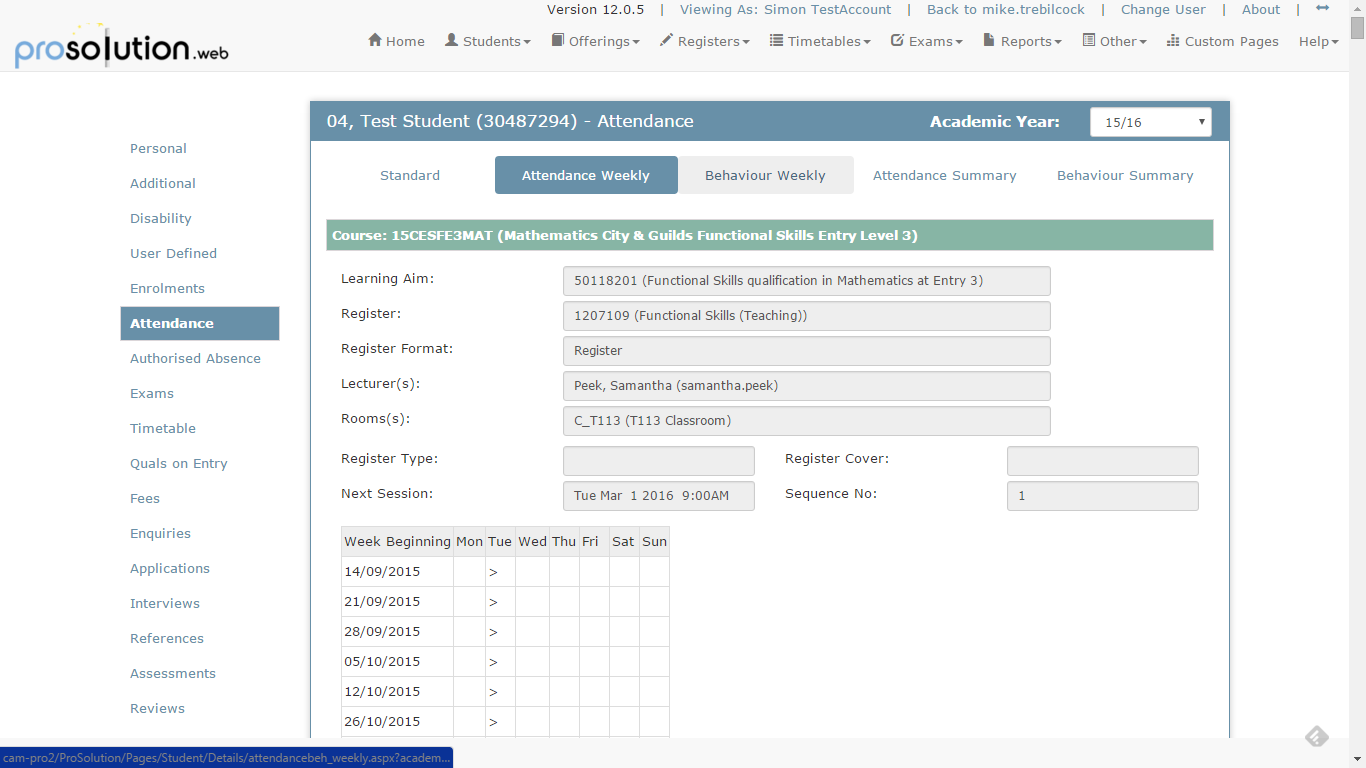 Version 12.0.5 | Viewing As: Simon TestAccount | Back to mike.trebilcock | Change User | About |
prosolution.web
Home Students Offerings Registers Timetables Exams Reports Other Custom Pages Help
04, Test Student (30487294) - Attendance Academic Year: 15/16
Personal
Additional
Disability
User Defined
Enrolments
Attendance
Authorised Absence
Exams
Timetable
Quals on Entry
Fees
Enquiries
Applications
Interviews
References
Assessments
Reviews
Standard Attendance Weekly Behaviour Weekly Attendance Summary Behaviour Summary
Course: 15CESFE3MAT (Mathematics City & Guilds Functional Skills Entry Level 3)
Learning Aim: 50118201 (Functional Skills qualification in Mathematics at Entry 3)
Register: 1207109 (Functional Skills (Teaching))
Register Format: Register
Lecturer(s): Peek, Samantha (samantha.peek)
Rooms(s): C_T113 (T113 Classroom)
Register Type: Register Cover:
Next Session: Tue Mar 1 2016 9:00AM Sequence No: 1
Week Beginning Mon Tue Wed Thu Fri Sat Sun
14/09/2015 >
21/09/2015 >
28/09/2015 >
05/10/2015 >
12/10/2015 >
26/10/2015 >
cam-pro2/ProSolution/Pages/Student/Details/attendancebeh_weekly.aspx?academ...